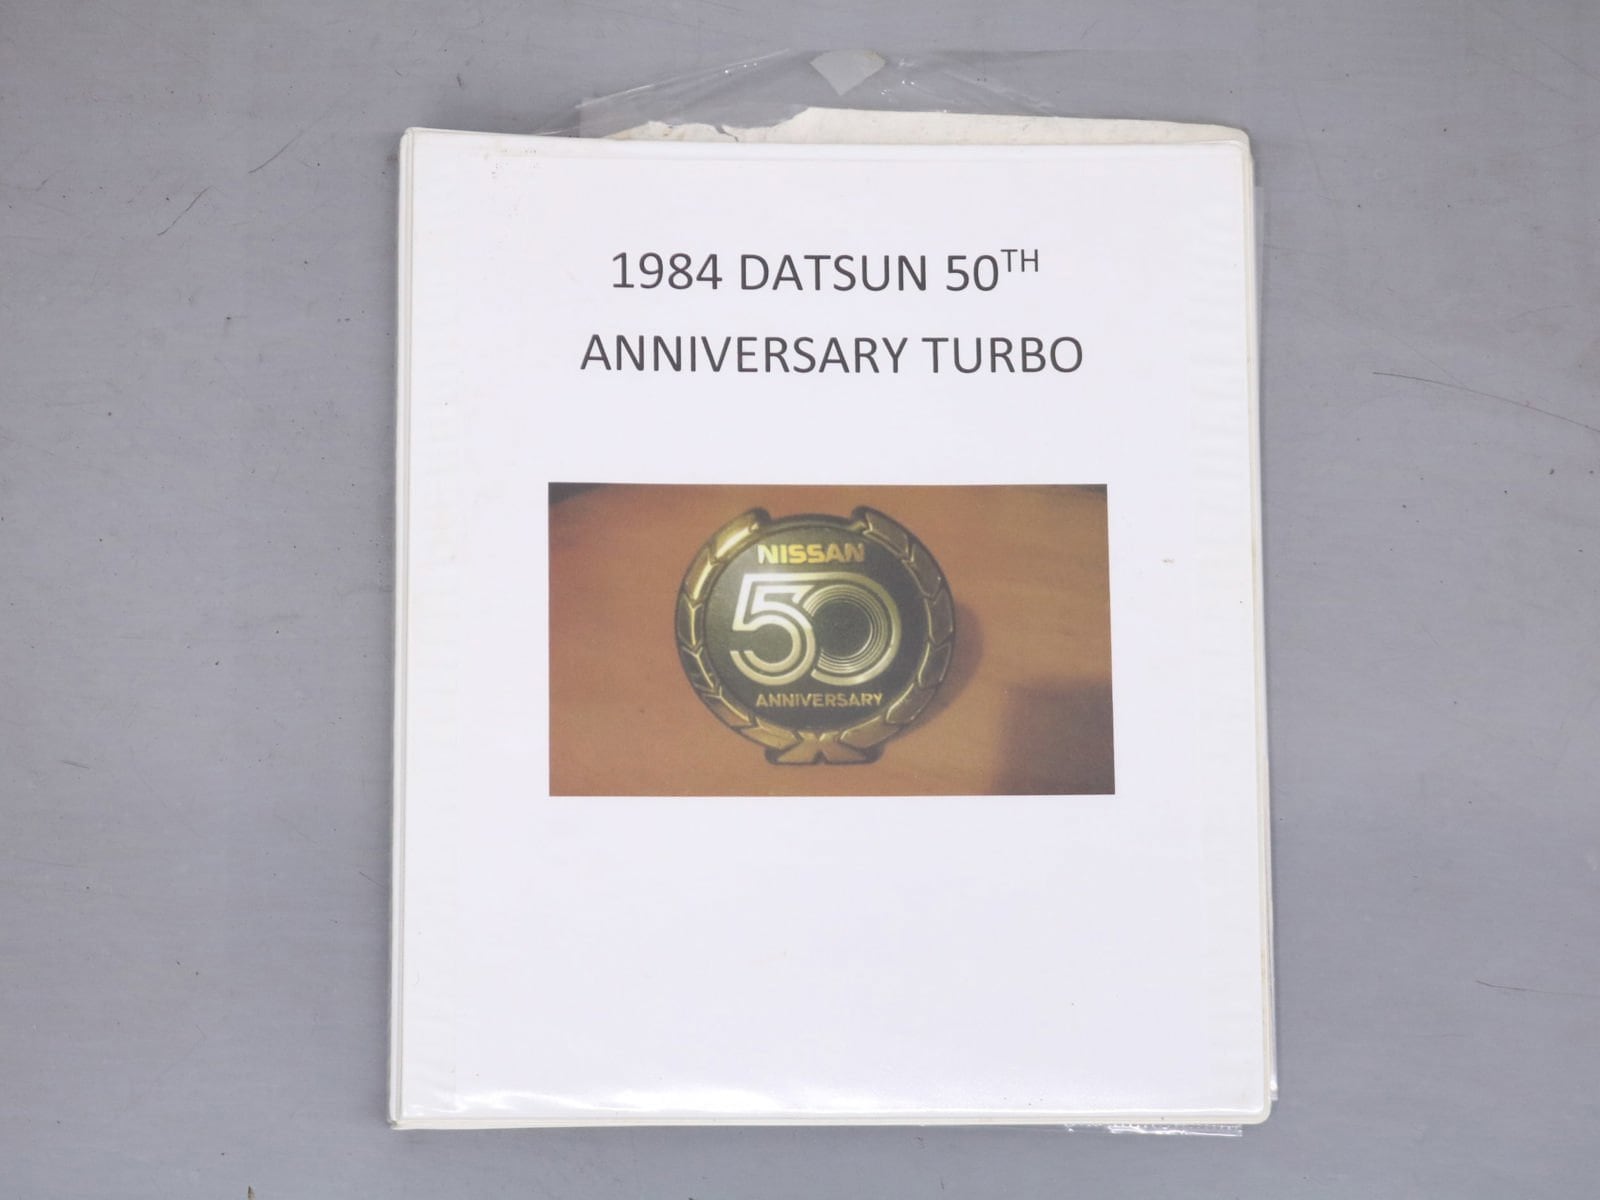 1984 DATSUN 50TH
ANNIVERSARY TURBO
NISSAN
50
ANNIVERSARY